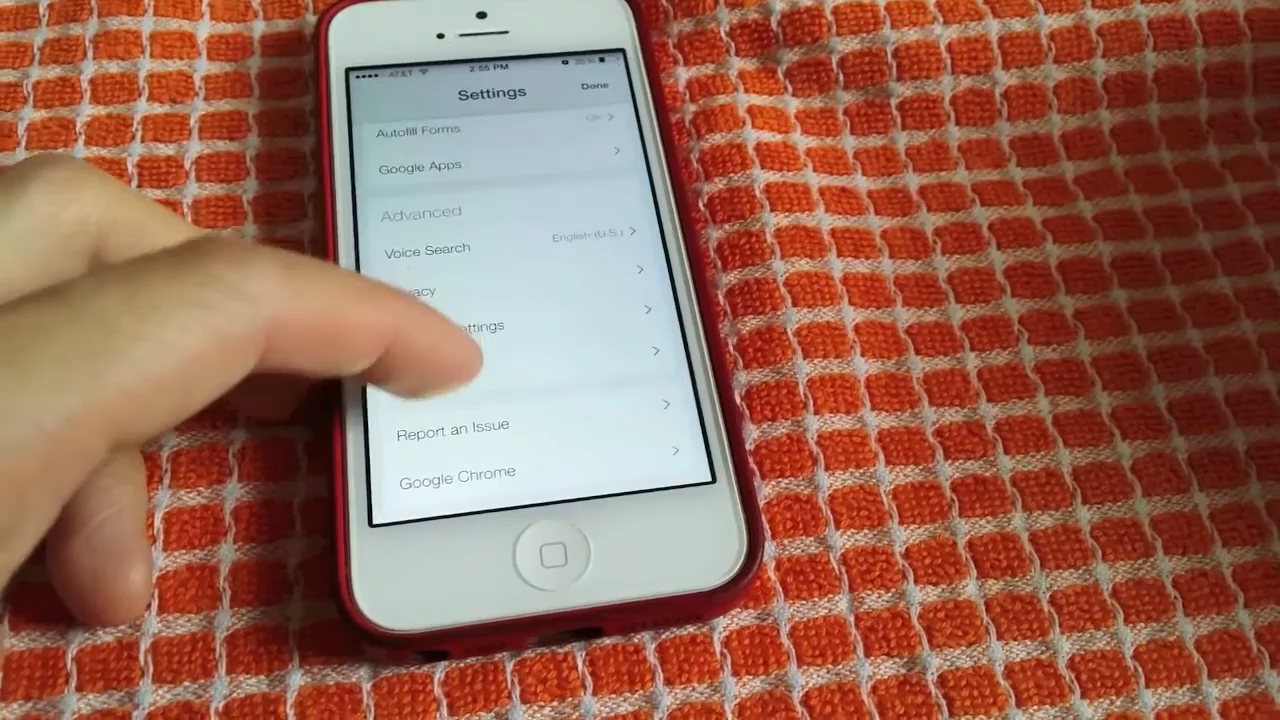 AT&T 2:55 PM
Settings Done
Autofill Forms
Google Apps
Advanced
Voice Search English (U.S.)
acy
ettings
Report an Issue
Google Chrome